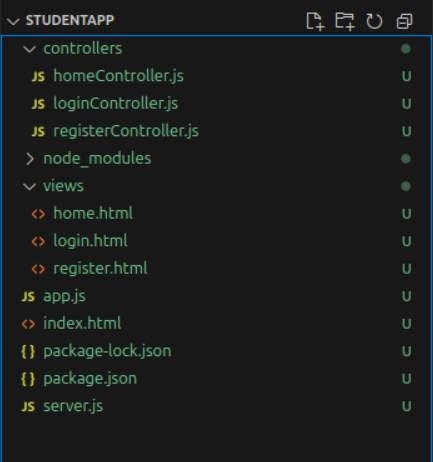 STUDENTAPP
controllers
JS homeController.js U
JS loginController.js U
JS registerController.js U
node_modules
views
<> home.html U
<> login.html U
<> register.html U
JS app.js U
<> index.html U
{} package-lock.json U
{} package.json U
JS server.js U